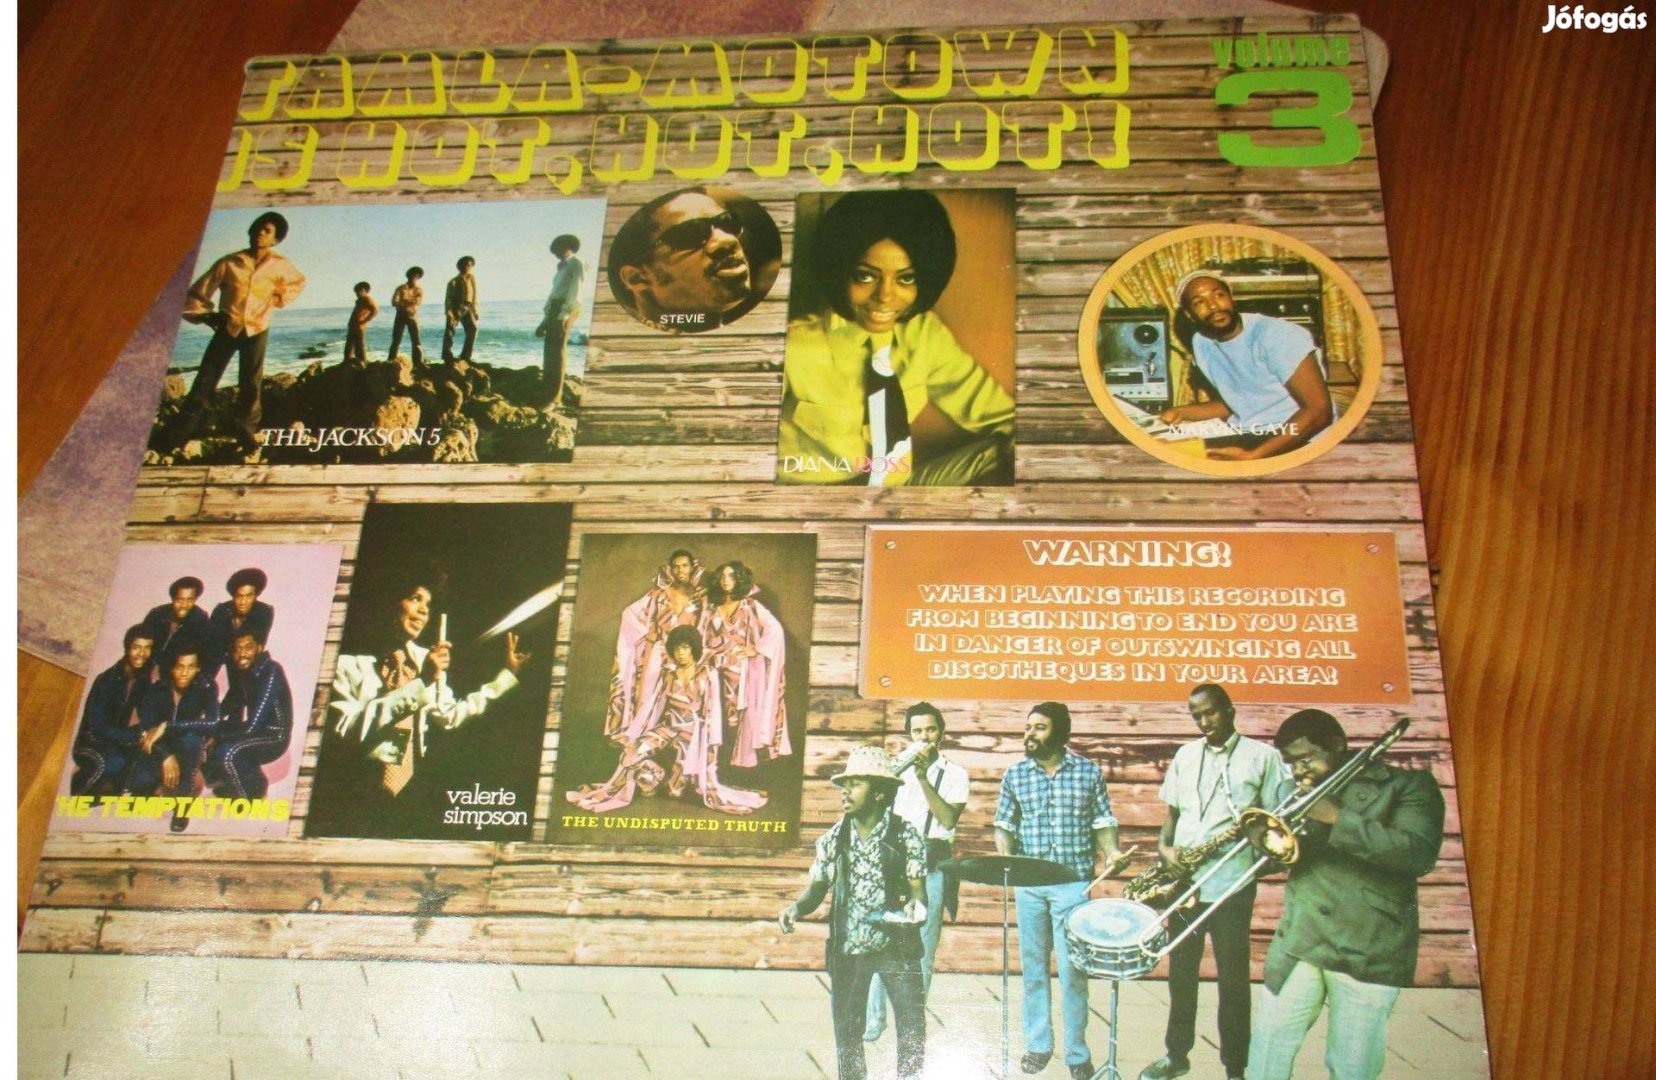 Jófogás
TAMLA-MOTOWN
IS HOT, HOT, HOT!
volume
3
STEVIE
THE JACKSON 5
DIANA ROSS
MARVIN GAYE
WARNING!
WHEN PLAYING THIS RECORDING
FROM BEGINNING TO END YOU ARE
IN DANGER OF OUTSWINGING ALL
DISCOTHEQUES IN YOUR AREA!
THE TEMPTATIONS
valerie
simpson
THE UNDISPUTED TRUTH